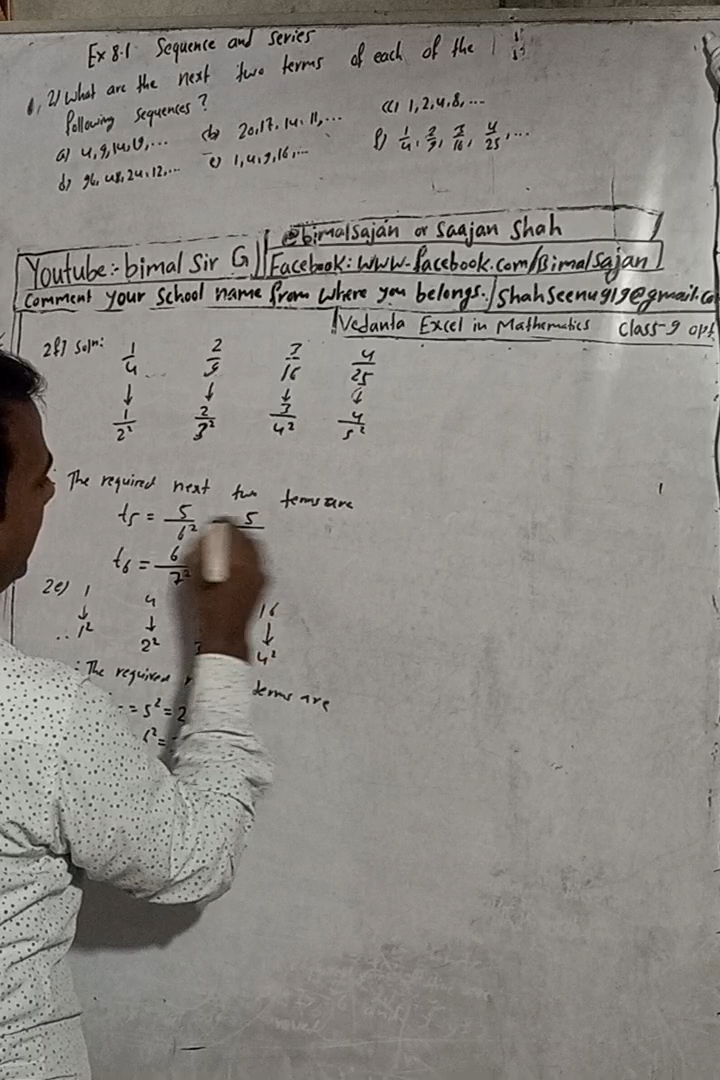 Ex 8.1 Sequence and series
2) What are the next two terms of each of the
following sequences?
a) 4, 9, 14, 19, ... (b) 20, 17, 14, 11, ... (c) 1, 2, 4, 8, ...
d) 96, 48, 24, 12, ... e) 1, 4, 9, 16, ... f) 1/4, 2/9, 3/16, 4/25, ...
@bimalsajan or Saajan Shah
Youtube:- bimal Sir G Facebook: www.facebook.com/Bimalsajan
Comment your School name from where you belongs. / Shahseenu919@gmail.co
Vedanta Excel in Mathematics Class-9 opt
2f) Soln: 1/4 2/9 3/16 4/25
↓ ↓ ↓ ↓
1/2² 2/3² 3/4² 4/5²
The required next two terms are
t5 = 5/6² = 5
t6 = 6/7²
2e) 1 4 16
↓ ↓ ↓
1² 2² 4²
∴ The required terms are
= 5² = 2